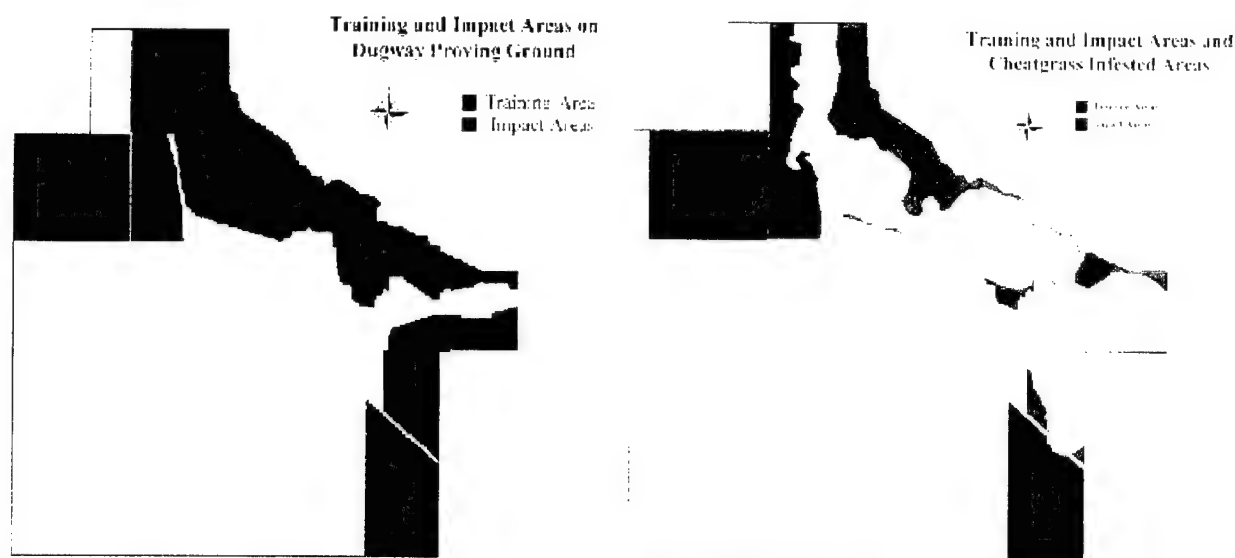 Training and Impact Areas on
Dugway Proving Ground
Training Area
Impact Areas
Training and Impact Areas and
Cheatgrass Infested Areas